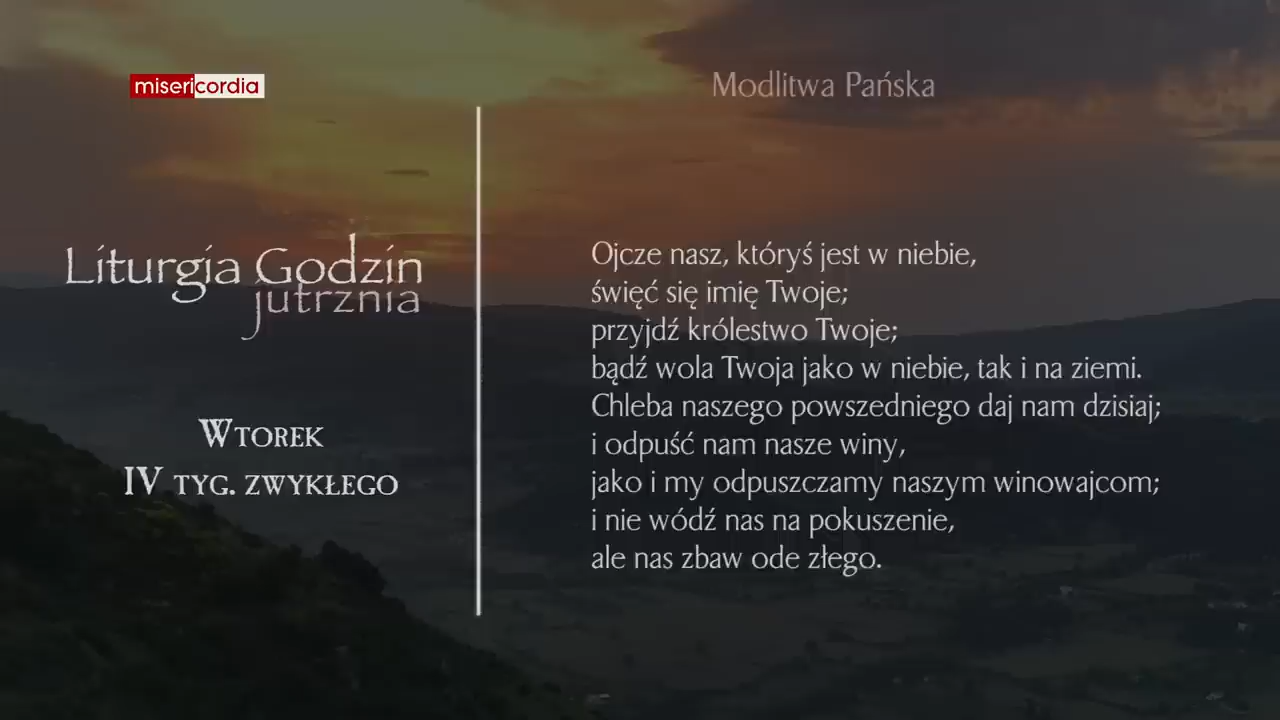 misericordia
Modlitwa Pańska
Liturgia Godzin
jutrznia
Wtorek
IV tyg. zwykłego
Ojcze nasz, któryś jest w niebie,
święć się imię Twoje;
przyjdź królestwo Twoje;
bądź wola Twoja jako w niebie, tak i na ziemi.
Chleba naszego powszedniego daj nam dzisiaj;
i odpuść nam nasze winy,
jako i my odpuszczamy naszym winowajcom;
i nie wódź nas na pokuszenie,
ale nas zbaw ode złego.